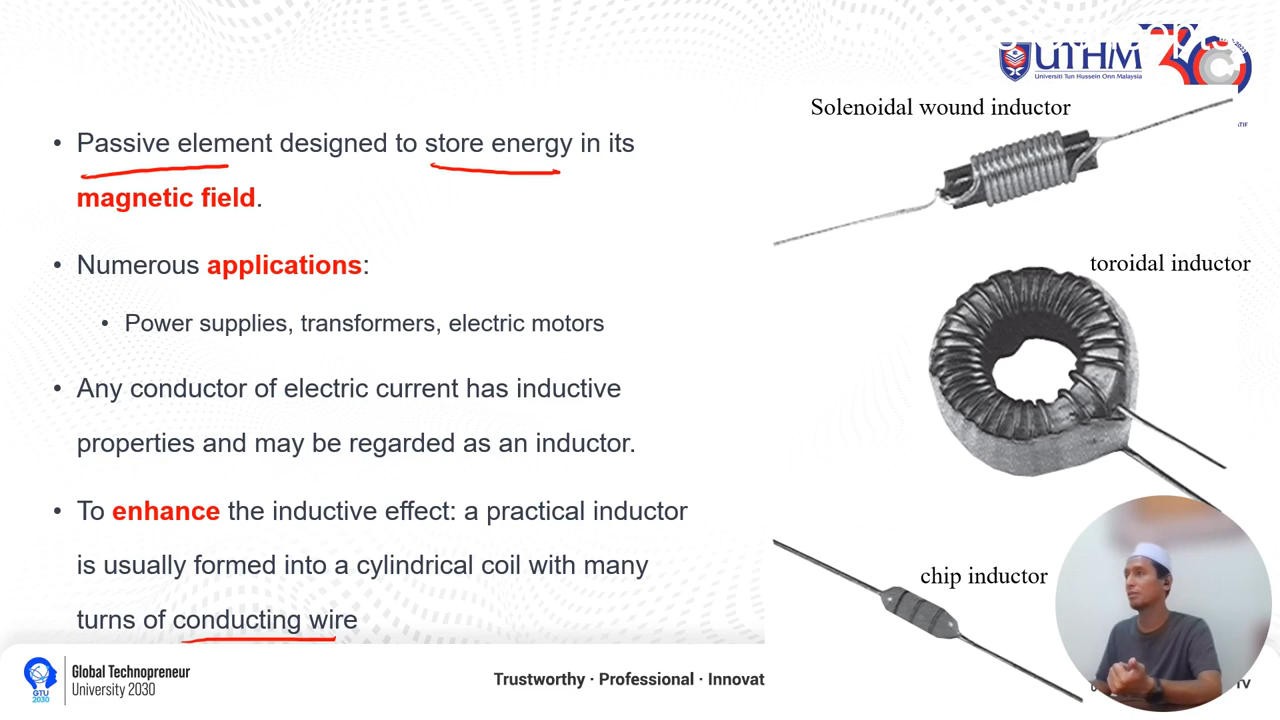 UTHM
Universiti Tun Hussein Onn Malaysia
Solenoidal wound inductor
• Passive element designed to store energy in its
magnetic field.
toroidal inductor
• Numerous applications:
• Power supplies, transformers, electric motors
• Any conductor of electric current has inductive
properties and may be regarded as an inductor.
• To enhance the inductive effect: a practical inductor
is usually formed into a cylindrical coil with many
turns of conducting wire
chip inductor
GTU
2030
Global Technopreneur
University 2030
Trustworthy · Professional · Innovat